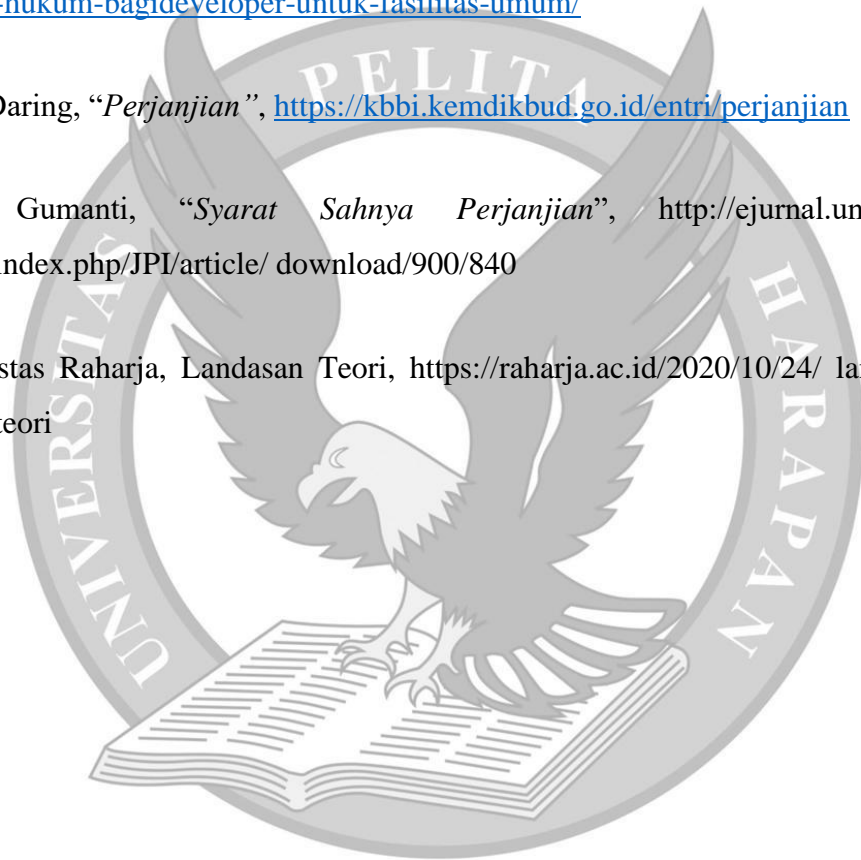 -hukum-bagideveloper-untuk-fasilitas-umum/
Daring, “Perjanjian”, https://kbbi.kemdikbud.go.id/entri/perjanjian
Gumanti, “Syarat Sahnya Perjanjian”, http://ejurnal.un
index.php/JPI/article/ download/900/840
stas Raharja, Landasan Teori, https://raharja.ac.id/2020/10/24/ la
teori
UNIVERSITAS PELITA HARAPAN